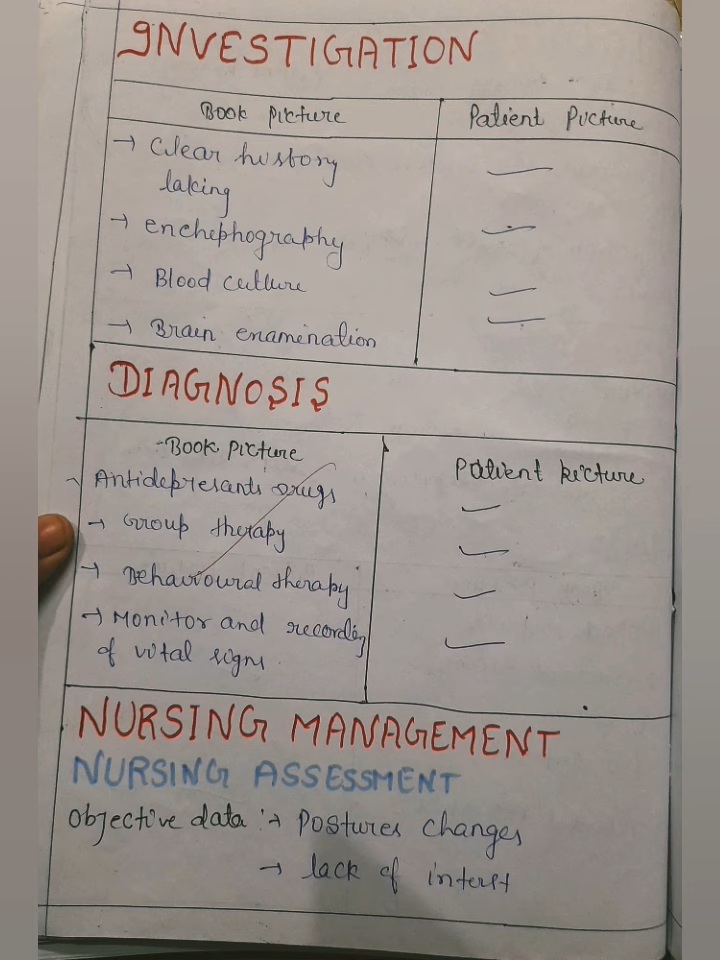 INVESTIGATION
Book picture
Patient Picture
→ Clear history
taking
→ enchephography
→ Blood culture
→ Brain enamination
DIAGNOSIS
- Book picture
Patient picture
Antidepresants drugs
→ Group therapy
→ Behavioural therapy
→ Monitor and recording
of vital signs
NURSING MANAGEMENT
NURSING ASSESSMENT
Objective data :→ Postures changes
→ lack of interst